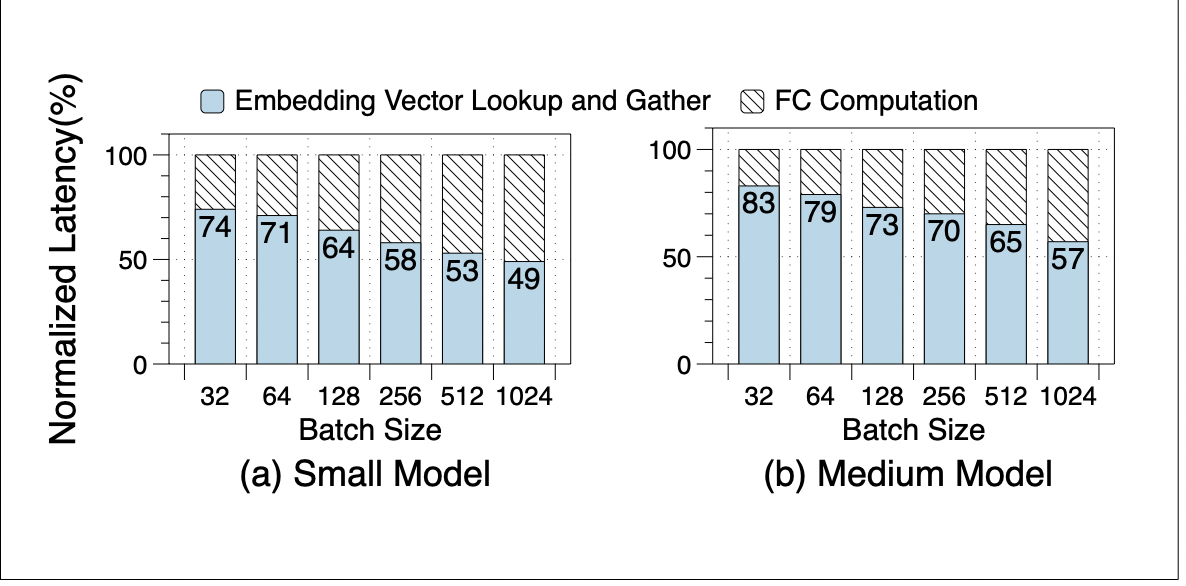 Embedding Vector Lookup and Gather FC Computation
Normalized Latency(%)
100
50
0
74 71 64 58 53 49
32 64 128 256 512 1024
Batch Size
(a) Small Model
100
50
0
83 79 73 70 65 57
32 64 128 256 512 1024
Batch Size
(b) Medium Model